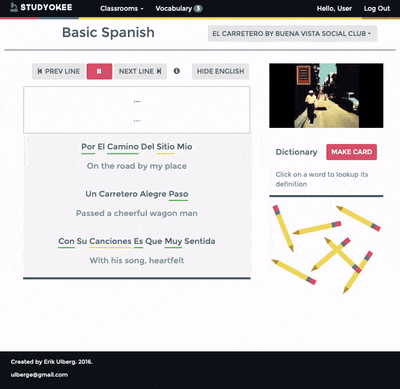 STUDYOKEE
Classrooms
Vocabulary 3
Hello, User
Log Out
Basic Spanish
EL CARRETERO BY BUENA VISTA SOCIAL CLUB
PREV LINE
NEXT LINE
HIDE ENGLISH
...
...
Por El Camino Del Sitio Mio
On the road by my place
Un Carretero Alegre Paso
Passed a cheerful wagon man
Con Su Canciones Es Que Muy Sentida
With his song, heartfelt
Dictionary
MAKE CARD
Click on a word to lookup its
definition
Created by Erik Ulberg. 2016.
ulberge@gmail.com